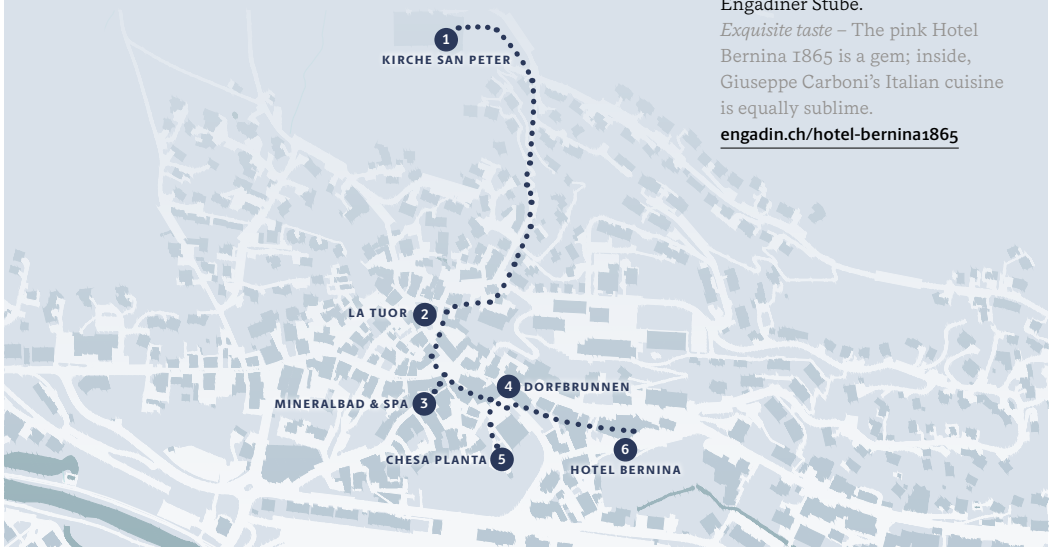 Engadiner Stube.
Exquisite taste – The pink Hotel
Bernina 1865 is a gem; inside,
Giuseppe Carboni's Italian cuisine
is equally sublime.
engadin.ch/hotel-bernina1865
1
KIRCHE SAN PETER
LA TUOR 2
4 DORFBRUNNEN
MINERALBAD & SPA 3
CHESA PLANTA 5
6
HOTEL BERNINA